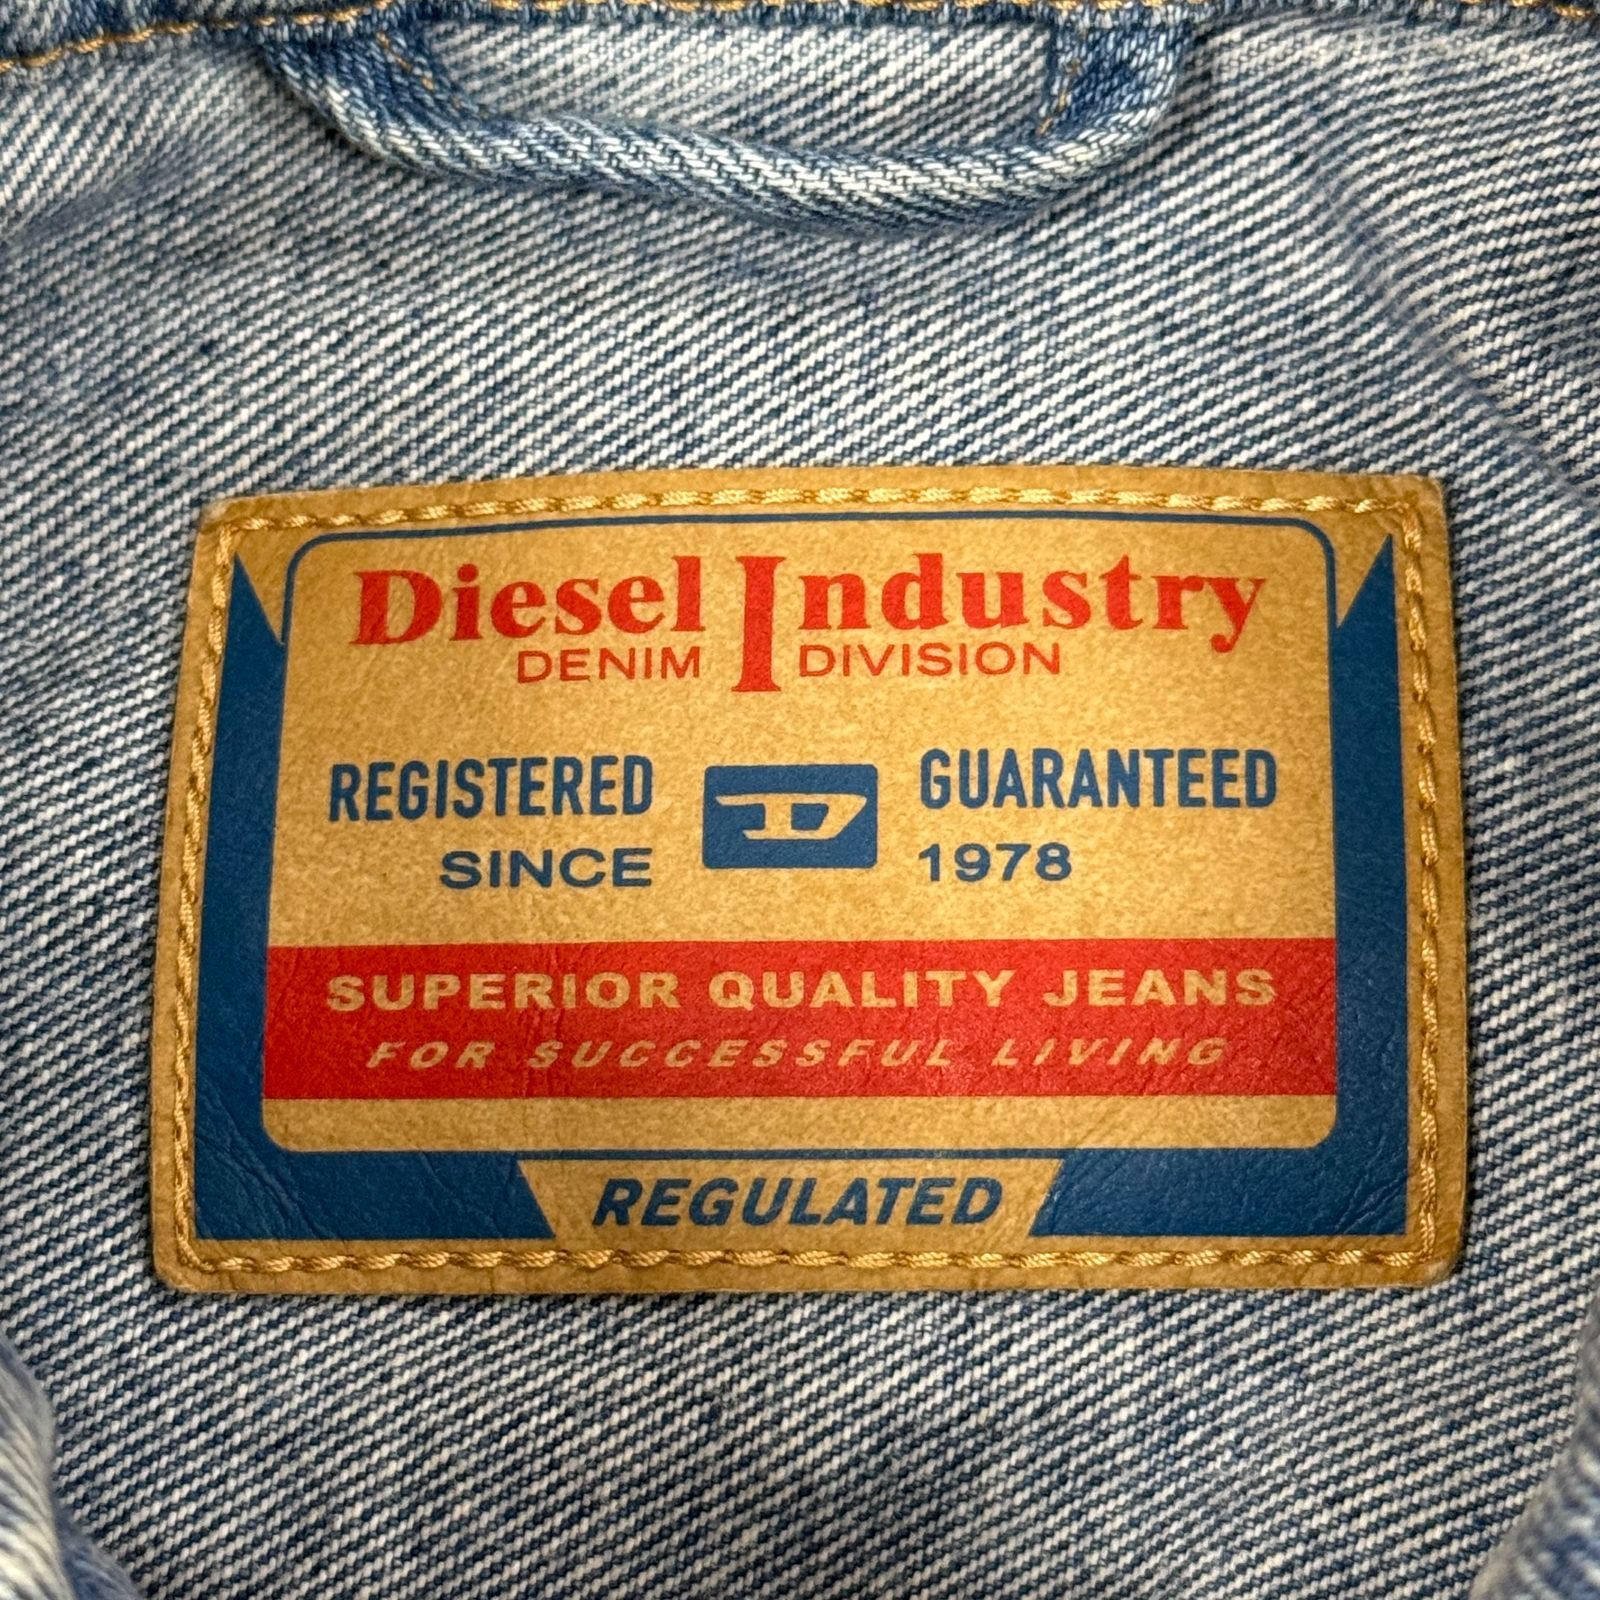 Diesel Industry
DENIM DIVISION
REGISTERED D GUARANTEED
SINCE 1978
SUPERIOR QUALITY JEANS
FOR SUCCESSFUL LIVING
REGULATED